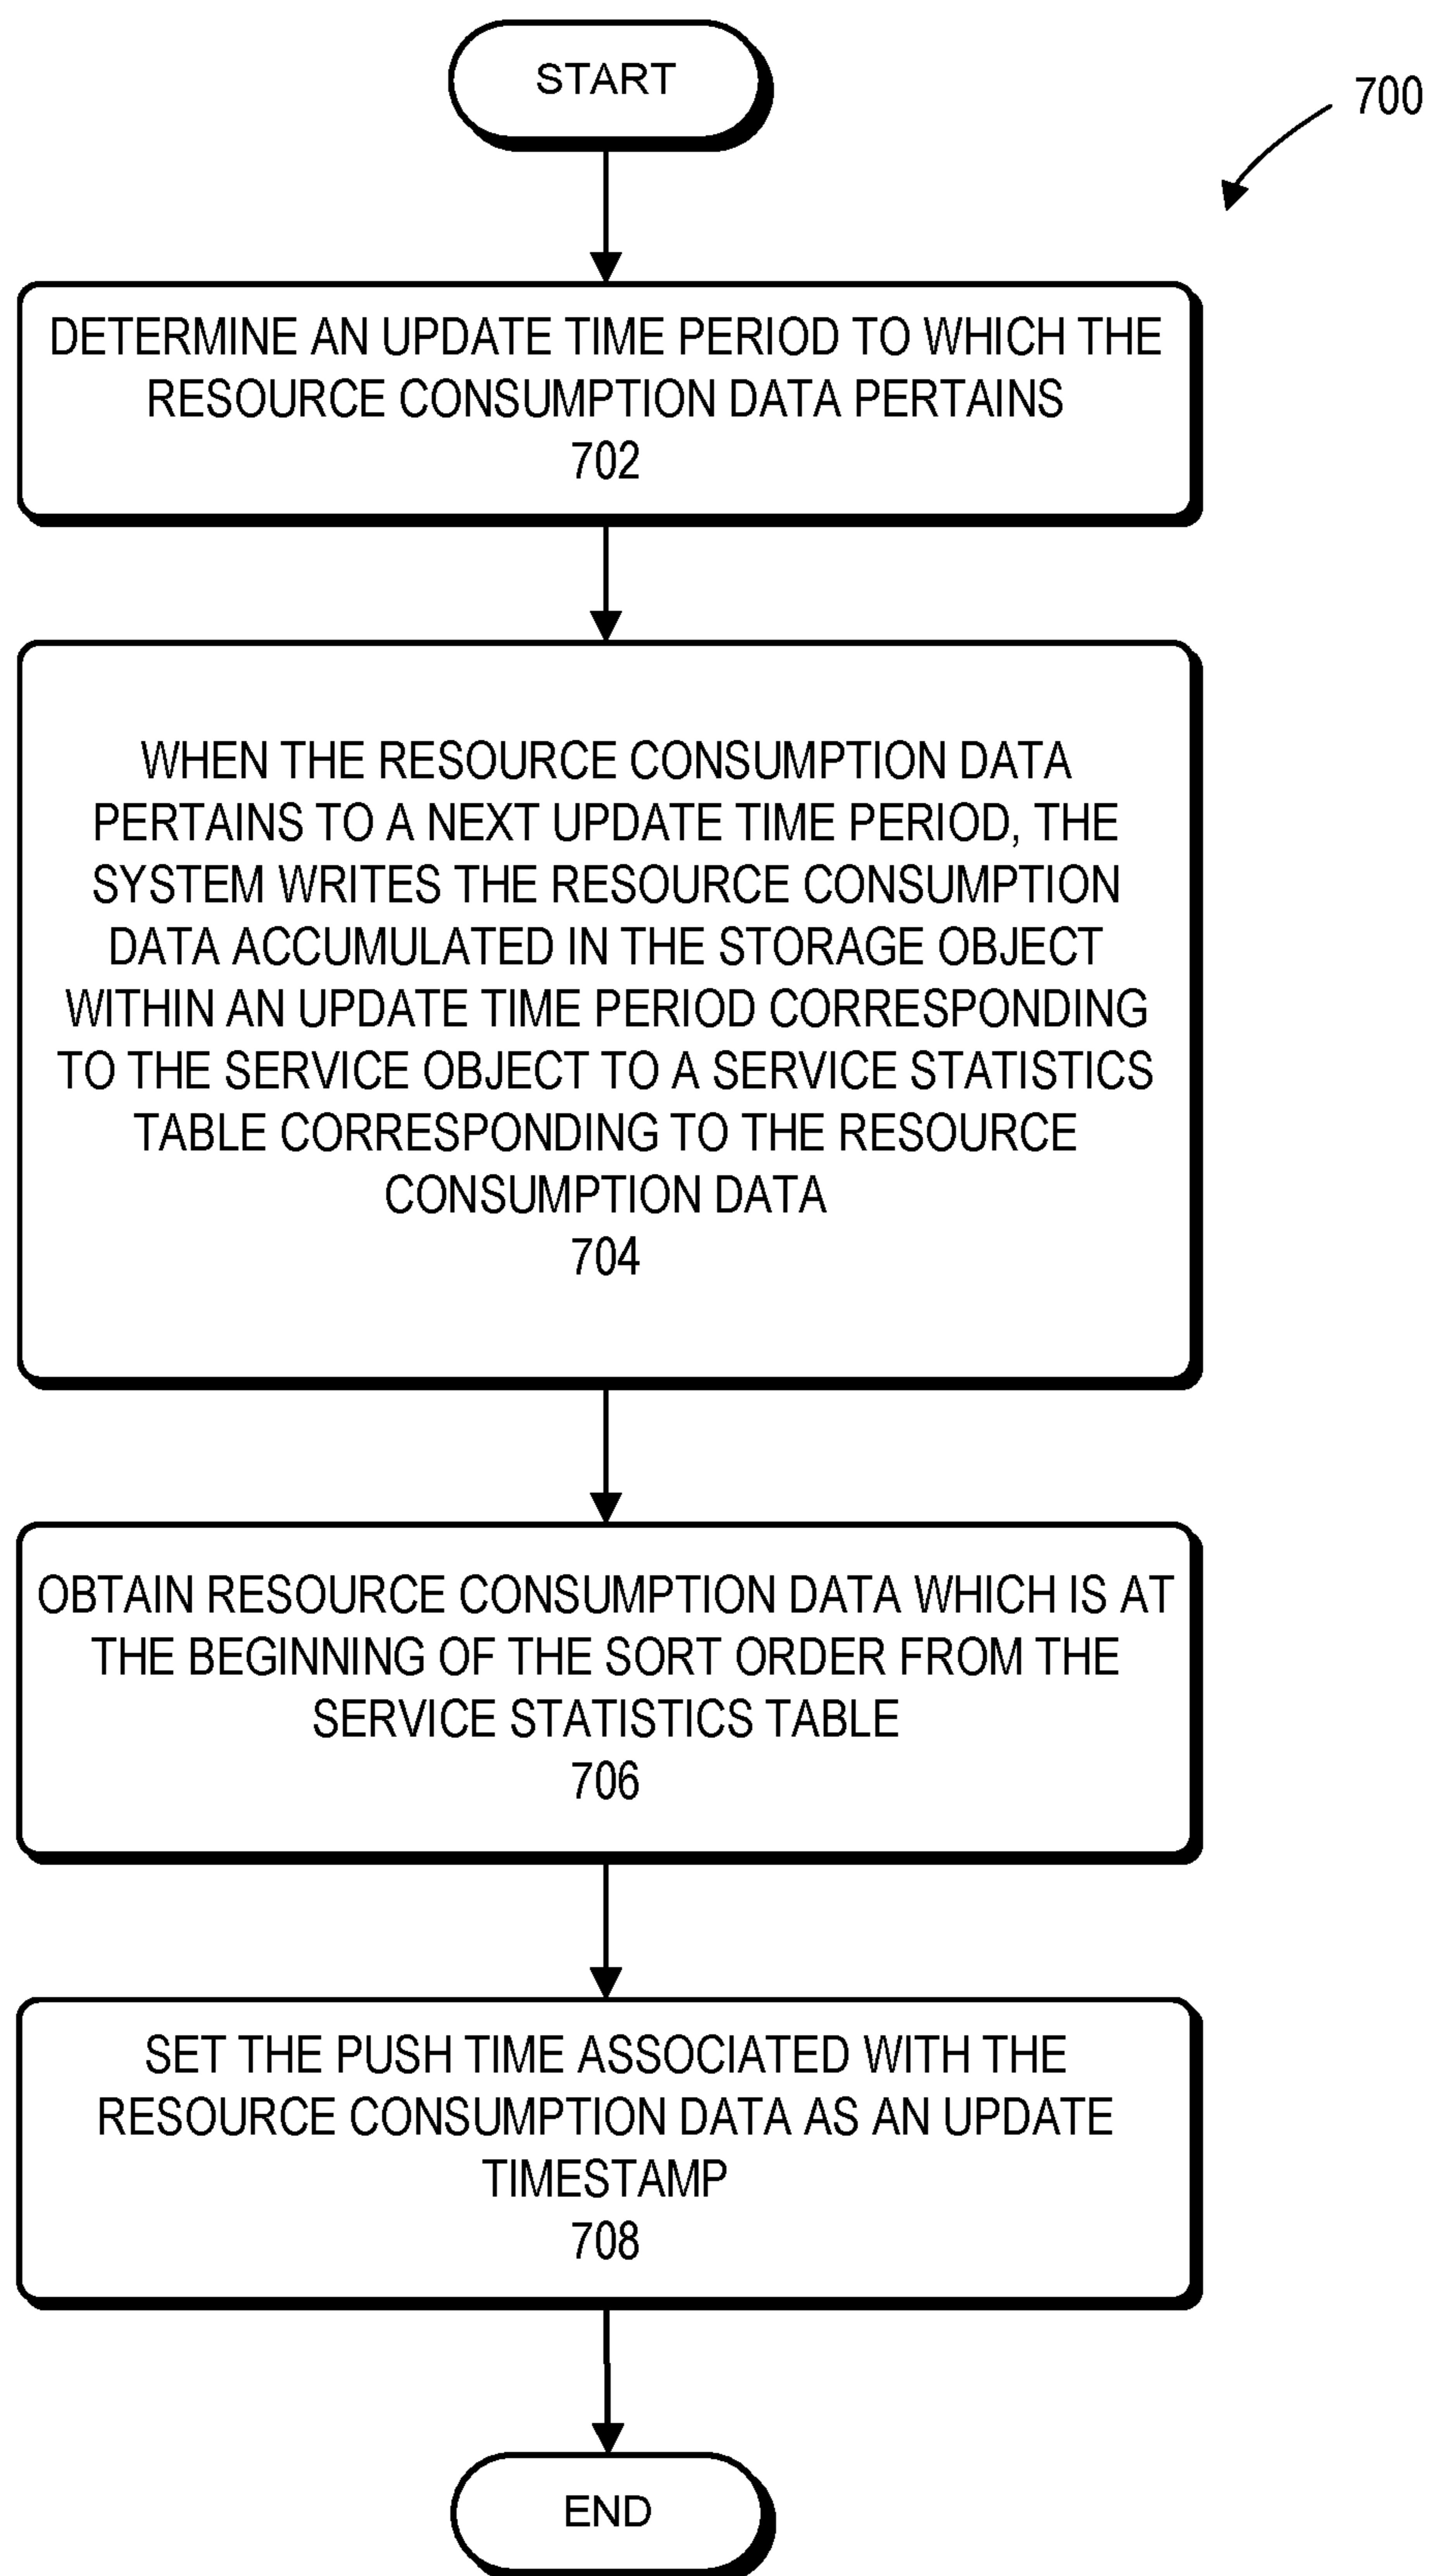 START
700
DETERMINE AN UPDATE TIME PERIOD TO WHICH THE
RESOURCE CONSUMPTION DATA PERTAINS
702
WHEN THE RESOURCE CONSUMPTION DATA
PERTAINS TO A NEXT UPDATE TIME PERIOD, THE
SYSTEM WRITES THE RESOURCE CONSUMPTION
DATA ACCUMULATED IN THE STORAGE OBJECT
WITHIN AN UPDATE TIME PERIOD CORRESPONDING
TO THE SERVICE OBJECT TO A SERVICE STATISTICS
TABLE CORRESPONDING TO THE RESOURCE
CONSUMPTION DATA
704
OBTAIN RESOURCE CONSUMPTION DATA WHICH IS AT
THE BEGINNING OF THE SORT ORDER FROM THE
SERVICE STATISTICS TABLE
706
SET THE PUSH TIME ASSOCIATED WITH THE
RESOURCE CONSUMPTION DATA AS AN UPDATE
TIMESTAMP
708
END